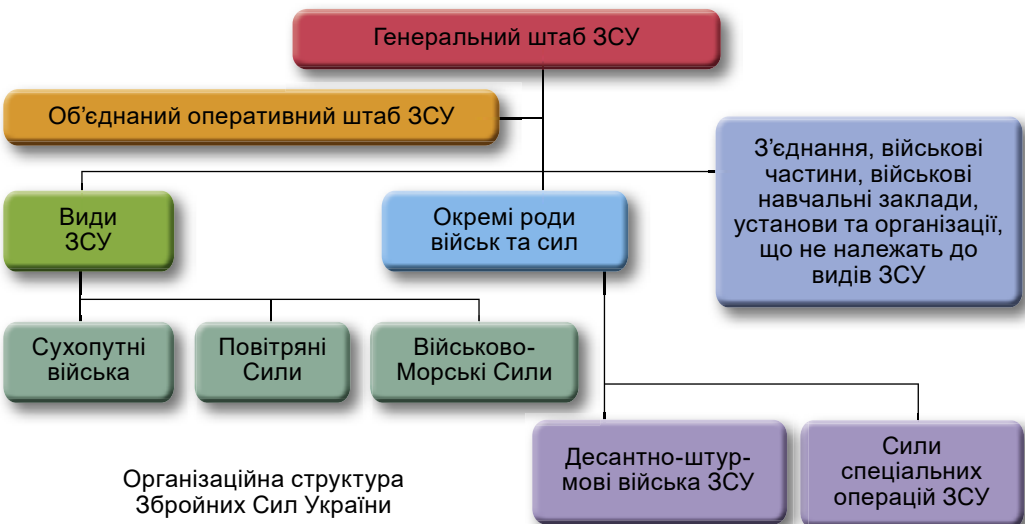 Генеральний штаб ЗСУ
Об’єднаний оперативний штаб ЗСУ
З’єднання, військові
частини, військові
навчальні заклади,
установи та організації,
що не належать до
видів ЗСУ
Види
ЗСУ
Окремі роди
військ та сил
Сухопутні
війська
Повітряні
Сили
Військово-
Морські Сили
Десантно-штур-
мові війська ЗСУ
Сили
спеціальних
операцій ЗСУ
Організаційна структура
Збройних Сил України